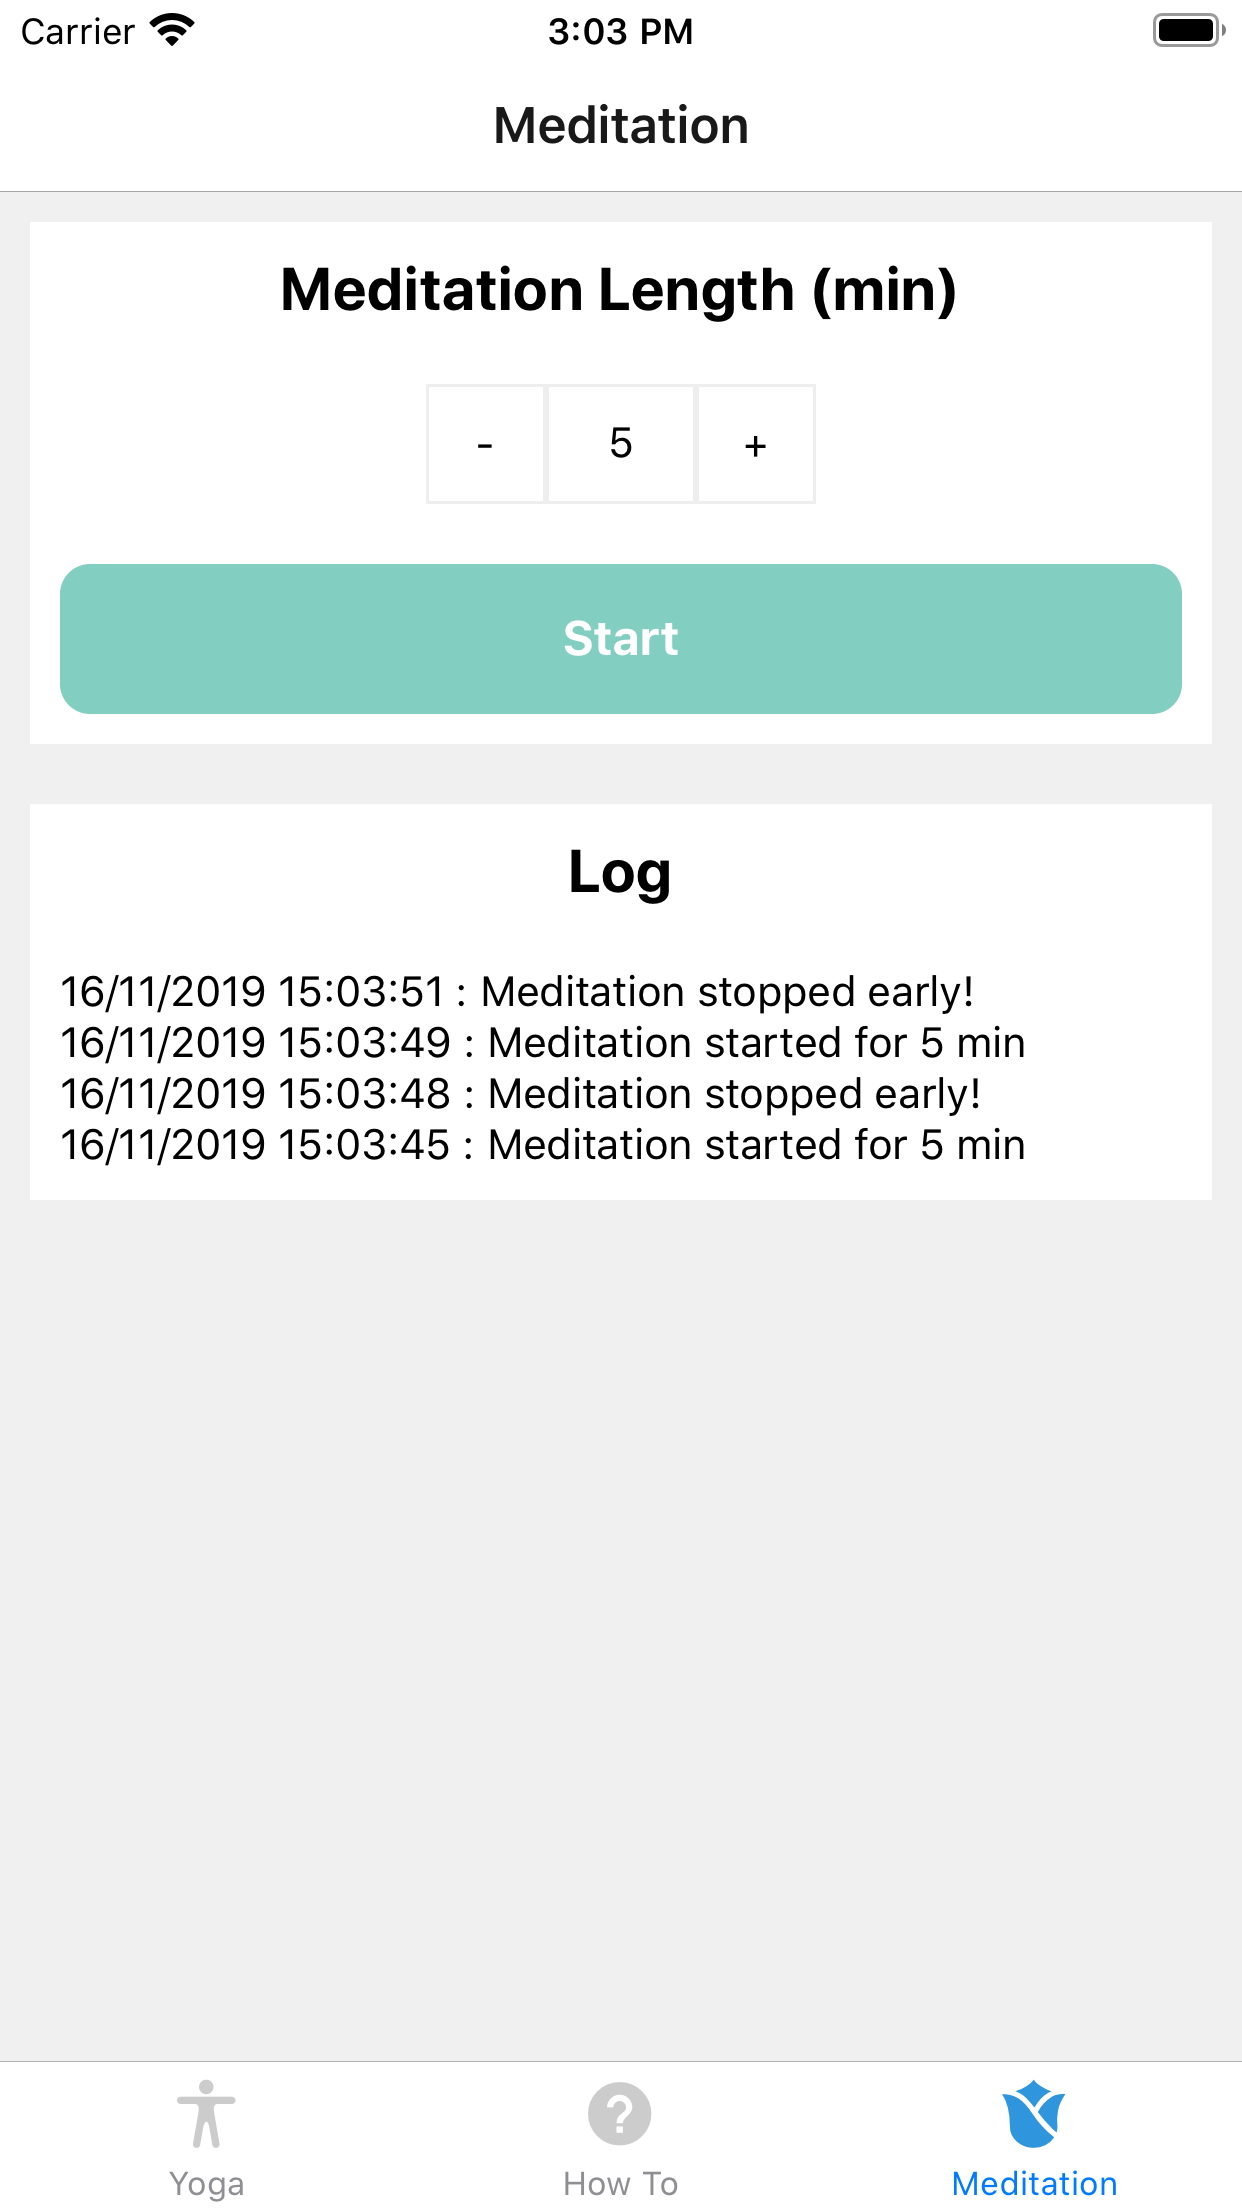 Carrier 3:03 PM
Meditation
Meditation Length (min)
- 5 +
Start
Log
16/11/2019 15:03:51 : Meditation stopped early!
16/11/2019 15:03:49 : Meditation started for 5 min
16/11/2019 15:03:48 : Meditation stopped early!
16/11/2019 15:03:45 : Meditation started for 5 min
?
Yoga How To Meditation